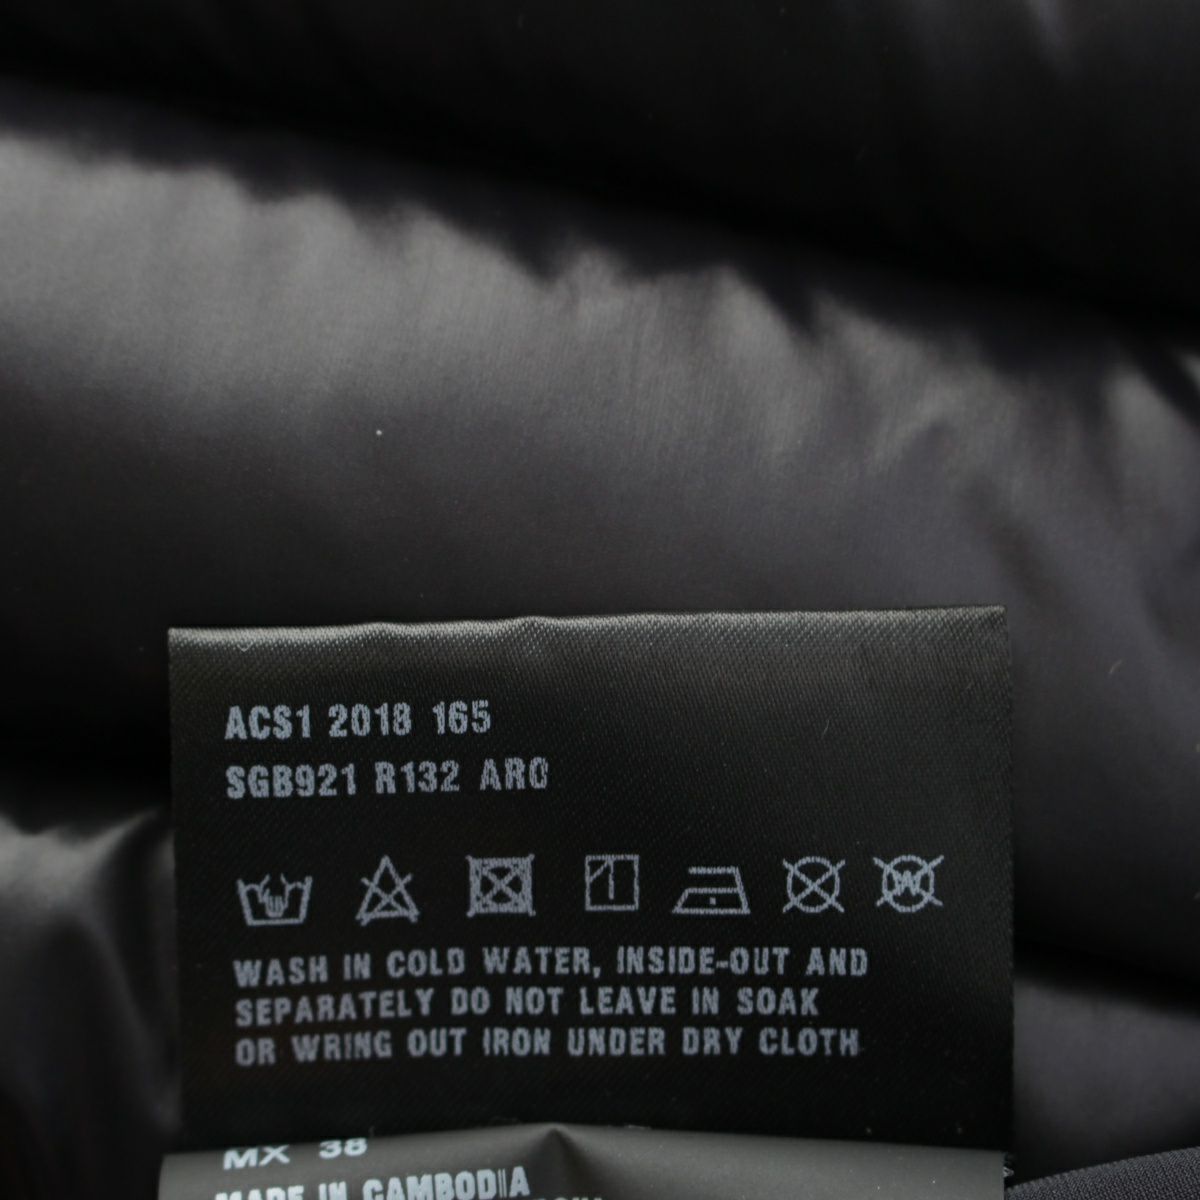 ACS1 2018 165
SGB921 R132 ARO
W
WASH IN COLD WATER, INSIDE-OUT AND
SEPARATELY DO NOT LEAVE IN SOAK
OR WRING OUT IRON UNDER DRY CLOTH
MX 38
MADE IN CAMBODIA